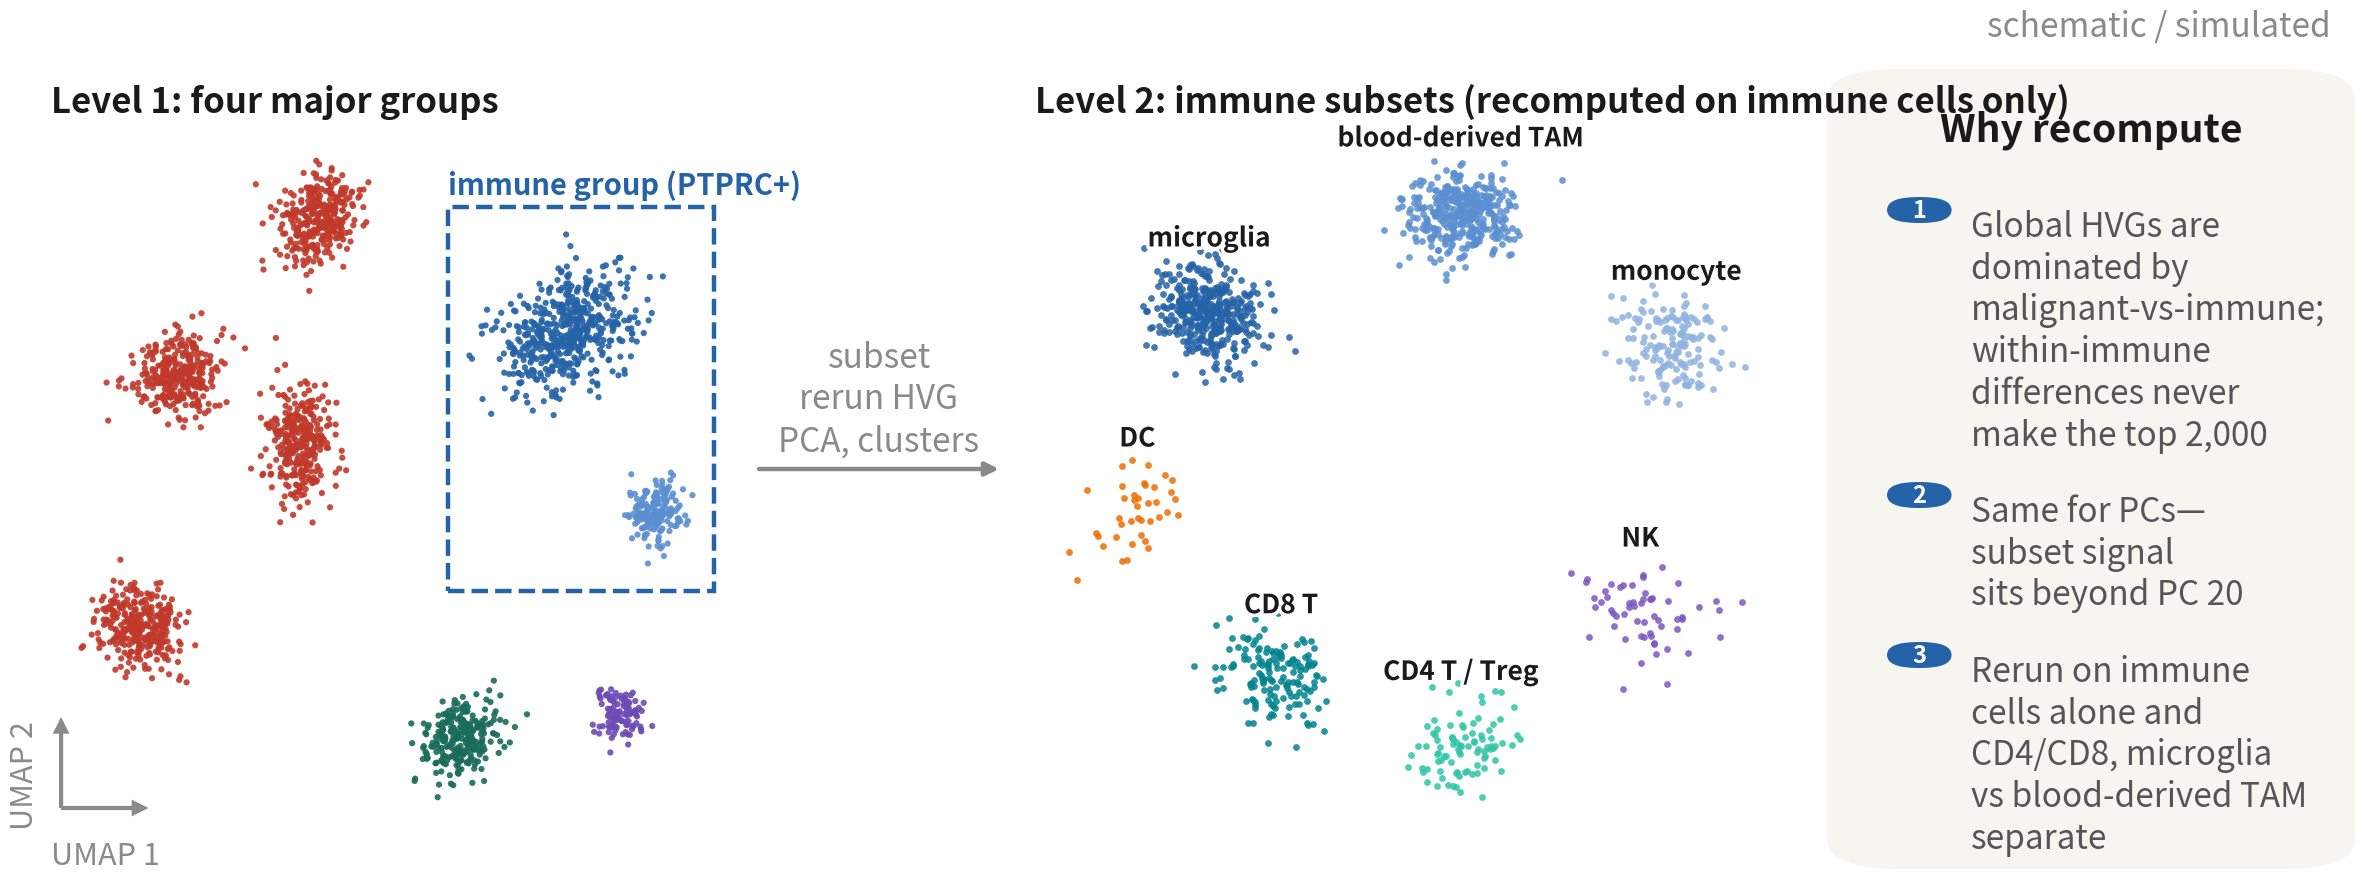 schematic / simulated
Level 1: four major groups
immune group (PTPRC+)
UMAP 2
UMAP 1
subset
rerun HVG
PCA, clusters
Level 2: immune subsets (recomputed on immune cells only)
blood-derived TAM
microglia
monocyte
DC
NK
CD8 T
CD4 T / Treg
Why recompute
1 Global HVGs are
dominated by
malignant-vs-immune;
within-immune
differences never
make the top 2,000
2 Same for PCs—
subset signal
sits beyond PC 20
3 Rerun on immune
cells alone and
CD4/CD8, microglia
vs blood-derived TAM
separate